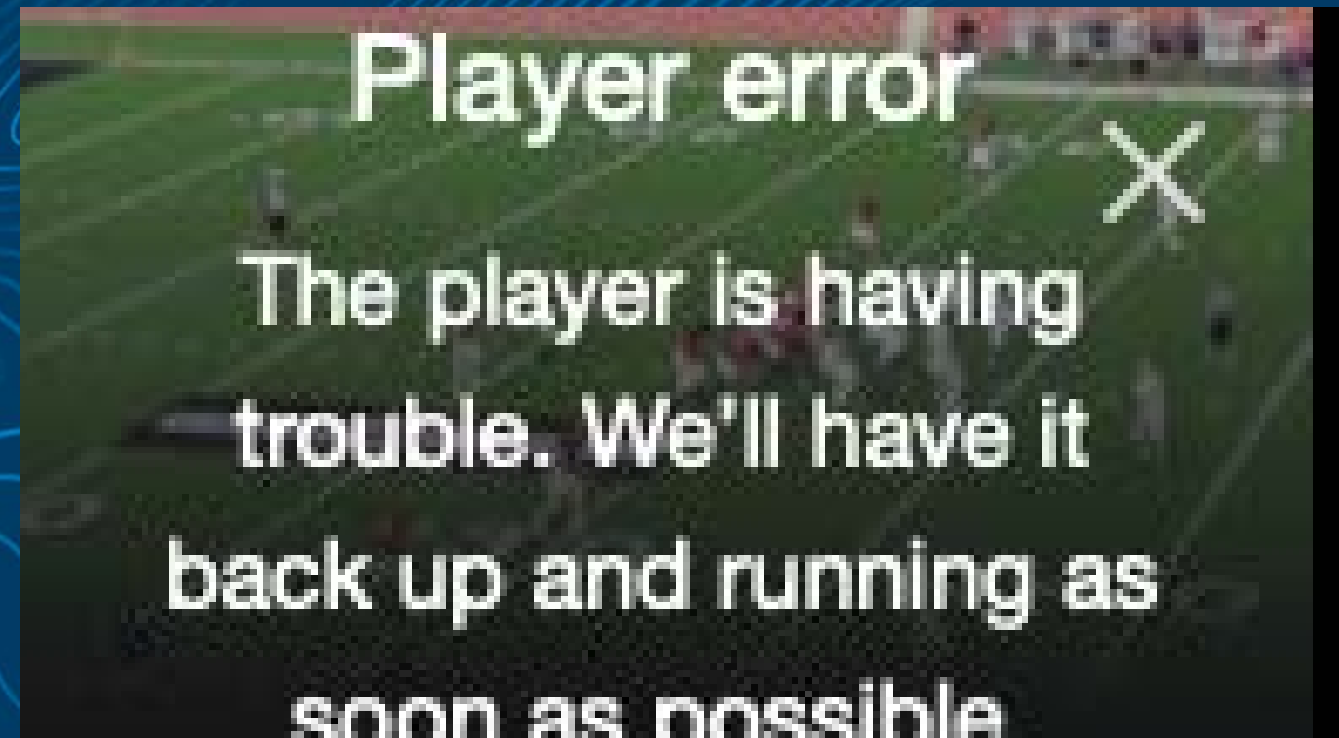 Player error
The player is having
trouble. We'll have it
back up and running as
soon as possible